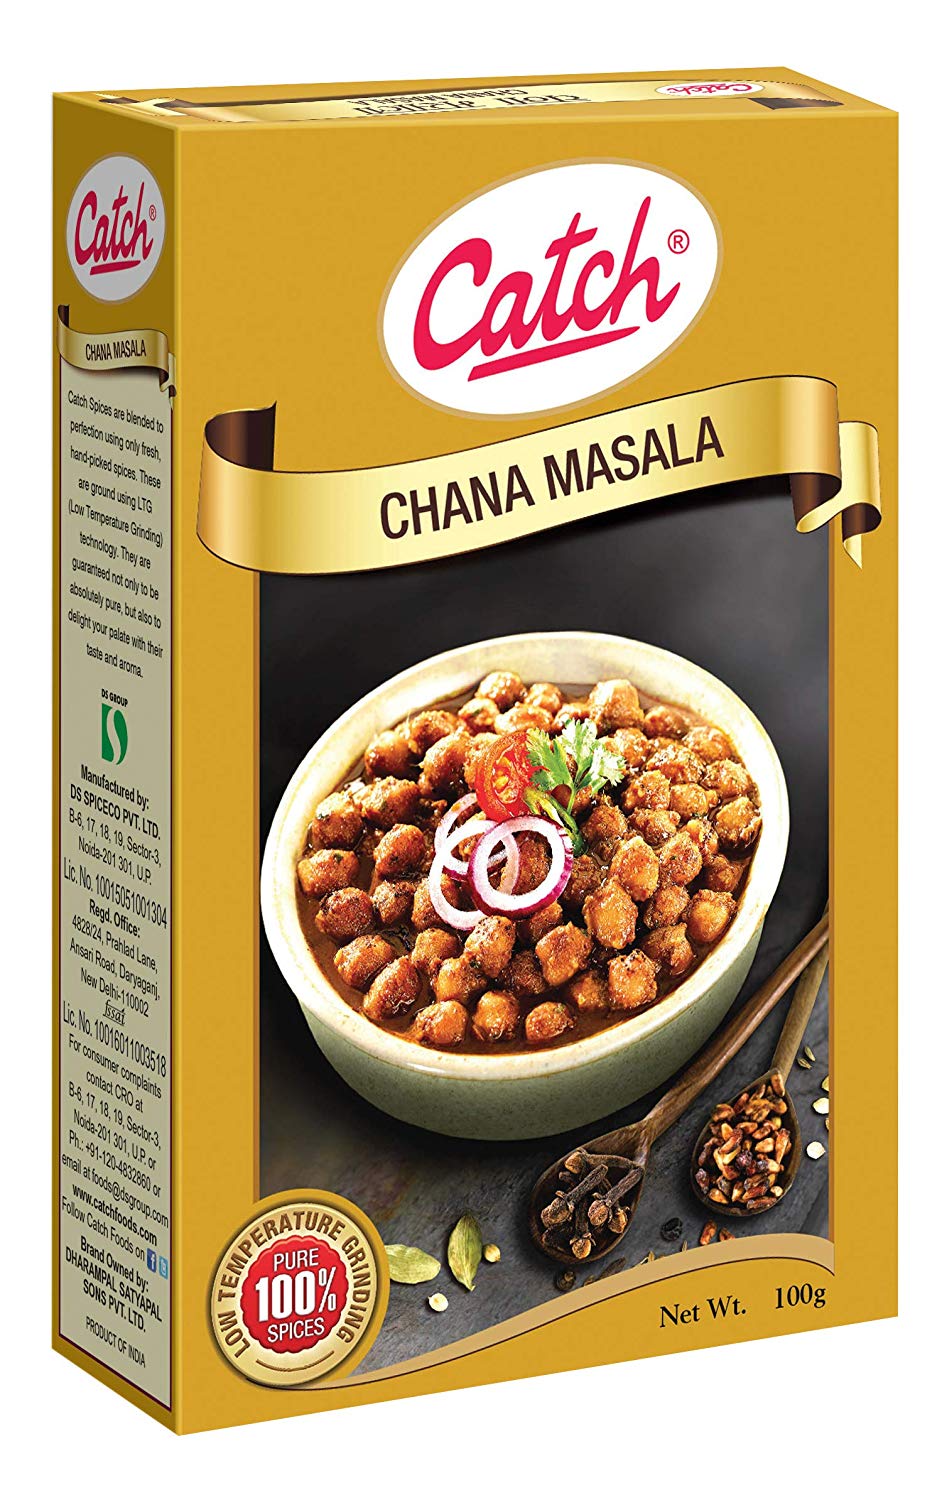 चना मसाला
CHANA MASALA
Catch
Catch®
CHANA MASALA
Catch®
CHANA MASALA
Catch Spices are blended to
perfection using only fresh,
hand-picked spices. These
are ground using LTG
(Low Temperature Grinding)
technology. They are
guaranteed not only to be
absolutely pure, but also to
delight your palate with their
taste and aroma.
DS GROUP
Manufactured by:
DS SPICECO PVT. LTD.
B-6, 17, 18, 19, Sector-3,
Noida-201 301, U.P.
Lic. No. 10015051001304
Regd. Office:
4828/24, Prahlad Lane,
Ansari Road, Daryaganj,
New Delhi-110002
fssai
Lic. No. 10016011003518
For consumer complaints
contact CRO at
B-6, 17, 18, 19, Sector-3,
Noida-201 301, U.P. or
Ph.: +91-120-4832860 or
email at foods@dsgroup.com
www.catchfoods.com
Follow Catch Foods on f t
Brand Owned by:
DHARAMPAL SATYAPAL
SONS PVT. LTD.
PRODUCT OF INDIA
LOW TEMPERATURE GRINDING
PURE
100%
SPICES
Net Wt. 100g